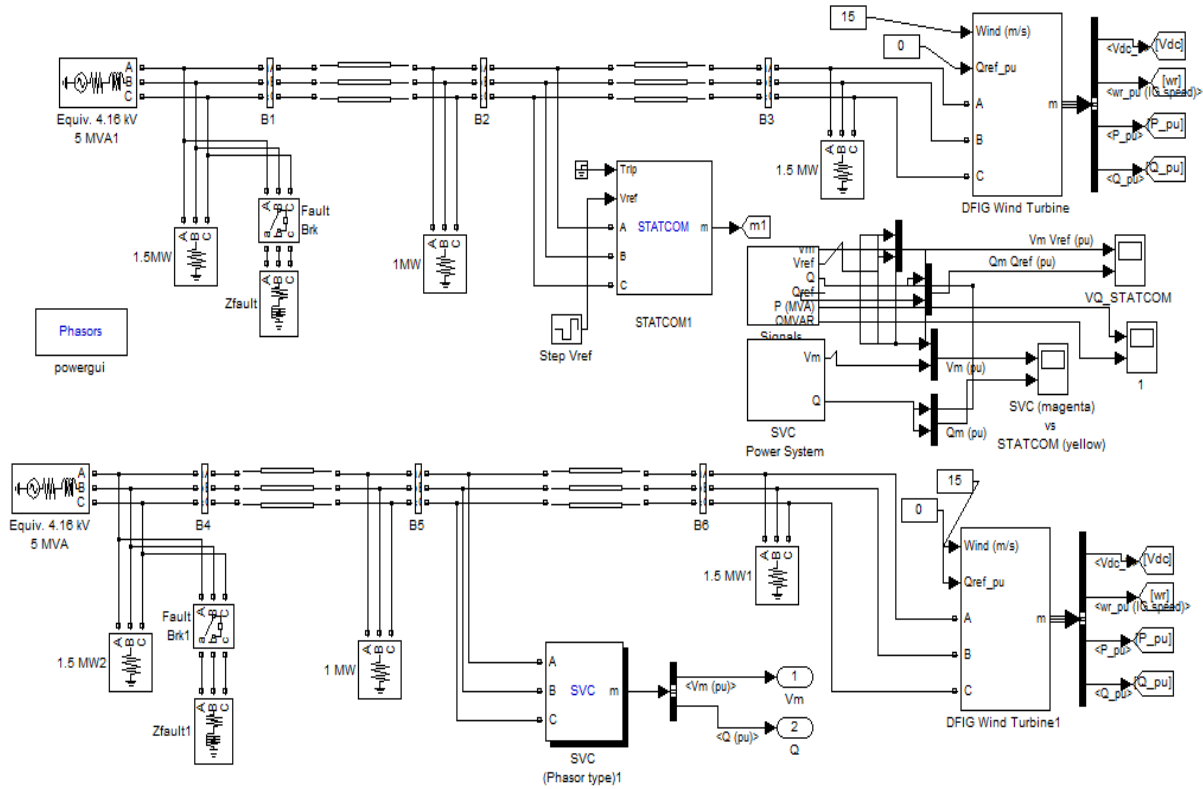 A
B
C
Equiv. 4.16 kV
5 MVA1
B1
B2
B3
15
0
Wind (m/s)
Qref_pu
A
B
C
m
DFIG Wind Turbine
<Vdc_
[Vdc]
[wr]
<wr_pu (IG speed)>
[P_pu]
<P_pu>
[Q_pu]
<Q_pu>
A B C
1.5MW
A B C
a b c
Fault
Brk
A B C
Zfault
A B C
1MW
Trip
Vref
A
B
C
STATCOM
m
STATCOM1
m1
Step Vref
A B C
1.5 MW
Vm
Vref
Q
Qref
P (MVA)
QMVAR
Signals
Vm Vref (pu)
Qm Qref (pu)
VQ_STATCOM
1
Vm
Q
SVC
Power System
Vm (pu)
Qm (pu)
SVC (magenta)
vs
STATCOM (yellow)
Phasors
powergui
A
B
C
Equiv. 4.16 kV
5 MVA
B4
B5
B6
15
0
Wind (m/s)
Qref_pu
A
B
C
m
DFIG Wind Turbine1
<Vdc_
[Vdc]
[wr]
<wr_pu (IG speed)>
[P_pu]
<P_pu>
[Q_pu]
<Q_pu>
A B C
1.5 MW2
A B C
a b c
Fault
Brk1
A B C
Zfault1
A B C
1 MW
A B C
1.5 MW1
A
B
C
SVC
m
SVC
(Phasor type)1
<Vm (pu)>
1
Vm
<Q (pu)>
2
Q